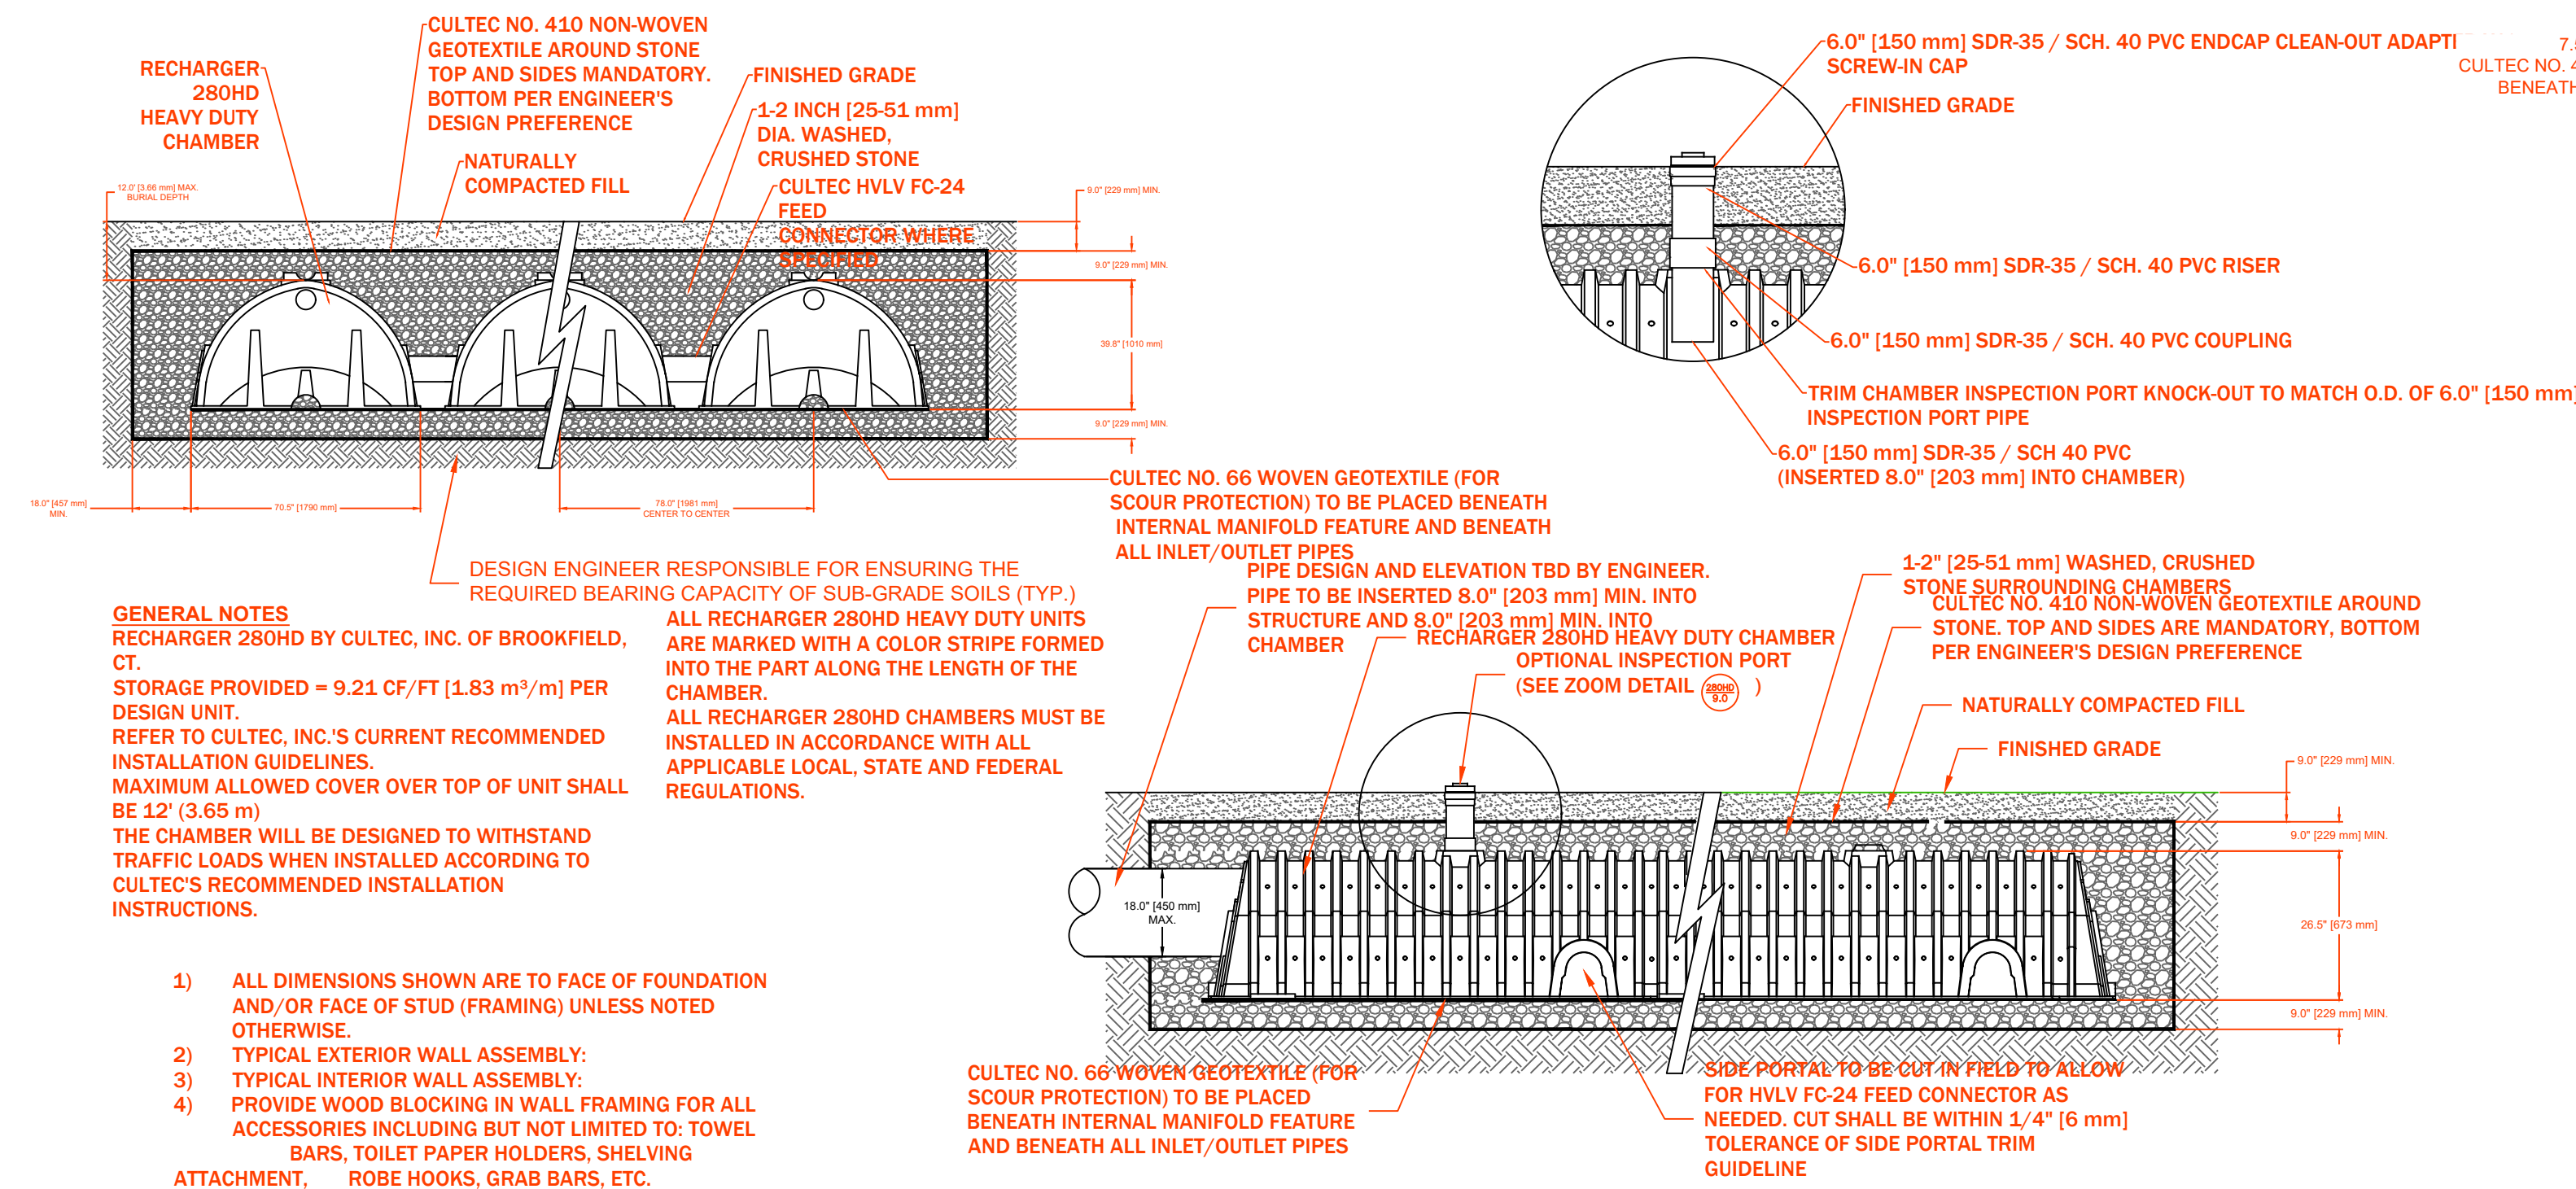 CULTEC NO. 410 NON-WOVEN
GEOTEXTILE AROUND STONE
TOP AND SIDES MANDATORY.
BOTTOM PER ENGINEER'S
DESIGN PREFERENCE
RECHARGER
280HD
HEAVY DUTY
CHAMBER
FINISHED GRADE
1-2 INCH [25-51 mm]
DIA. WASHED,
CRUSHED STONE
NATURALLY
COMPACTED FILL
CULTEC HVLV FC-24
FEED
CONNECTOR WHERE
SPECIFIED
12.0' [3.66 mm] MAX.
BURIAL DEPTH
9.0" [229 mm] MIN.
9.0" [229 mm] MIN.
39.8" [1010 mm]
9.0" [229 mm] MIN.
18.0" [457 mm]
MIN.
70.5" [1790 mm]
78.0" [1981 mm]
CENTER TO CENTER
CULTEC NO. 66 WOVEN GEOTEXTILE (FOR
SCOUR PROTECTION) TO BE PLACED BENEATH
INTERNAL MANIFOLD FEATURE AND BENEATH
ALL INLET/OUTLET PIPES
DESIGN ENGINEER RESPONSIBLE FOR ENSURING THE
REQUIRED BEARING CAPACITY OF SUB-GRADE SOILS (TYP.)
6.0" [150 mm] SDR-35 / SCH. 40 PVC ENDCAP CLEAN-OUT ADAPT
SCREW-IN CAP
7.
CULTEC NO. 4
BENEATH
FINISHED GRADE
6.0" [150 mm] SDR-35 / SCH. 40 PVC RISER
6.0" [150 mm] SDR-35 / SCH. 40 PVC COUPLING
TRIM CHAMBER INSPECTION PORT KNOCK-OUT TO MATCH O.D. OF 6.0" [150 mm]
INSPECTION PORT PIPE
6.0" [150 mm] SDR-35 / SCH 40 PVC
(INSERTED 8.0" [203 mm] INTO CHAMBER)
GENERAL NOTES
RECHARGER 280HD BY CULTEC, INC. OF BROOKFIELD,
CT.
STORAGE PROVIDED = 9.21 CF/FT [1.83 m³/m] PER
DESIGN UNIT.
REFER TO CULTEC, INC.'S CURRENT RECOMMENDED
INSTALLATION GUIDELINES.
MAXIMUM ALLOWED COVER OVER TOP OF UNIT SHALL
BE 12' (3.65 m)
THE CHAMBER WILL BE DESIGNED TO WITHSTAND
TRAFFIC LOADS WHEN INSTALLED ACCORDING TO
CULTEC'S RECOMMENDED INSTALLATION
INSTRUCTIONS.
ALL RECHARGER 280HD HEAVY DUTY UNITS
ARE MARKED WITH A COLOR STRIPE FORMED
INTO THE PART ALONG THE LENGTH OF THE
CHAMBER.
ALL RECHARGER 280HD CHAMBERS MUST BE
INSTALLED IN ACCORDANCE WITH ALL
APPLICABLE LOCAL, STATE AND FEDERAL
REGULATIONS.
PIPE DESIGN AND ELEVATION TBD BY ENGINEER.
PIPE TO BE INSERTED 8.0" [203 mm] MIN. INTO
STRUCTURE AND 8.0" [203 mm] MIN. INTO
CHAMBER
RECHARGER 280HD HEAVY DUTY CHAMBER
OPTIONAL INSPECTION PORT
(SEE ZOOM DETAIL 280HD 9.0 )
1-2" [25-51 mm] WASHED, CRUSHED
STONE SURROUNDING CHAMBERS
CULTEC NO. 410 NON-WOVEN GEOTEXTILE AROUND
STONE. TOP AND SIDES ARE MANDATORY, BOTTOM
PER ENGINEER'S DESIGN PREFERENCE
NATURALLY COMPACTED FILL
FINISHED GRADE
9.0" [229 mm] MIN.
9.0" [229 mm] MIN.
26.5" [673 mm]
9.0" [229 mm] MIN.
18.0" [450 mm]
MAX.
CULTEC NO. 66 WOVEN GEOTEXTILE (FOR
SCOUR PROTECTION) TO BE PLACED
BENEATH INTERNAL MANIFOLD FEATURE
AND BENEATH ALL INLET/OUTLET PIPES
SIDE PORTAL TO BE CUT IN FIELD TO ALLOW
FOR HVLV FC-24 FEED CONNECTOR AS
NEEDED. CUT SHALL BE WITHIN 1/4" [6 mm]
TOLERANCE OF SIDE PORTAL TRIM
GUIDELINE
1) ALL DIMENSIONS SHOWN ARE TO FACE OF FOUNDATION
AND/OR FACE OF STUD (FRAMING) UNLESS NOTED
OTHERWISE.
2) TYPICAL EXTERIOR WALL ASSEMBLY:
3) TYPICAL INTERIOR WALL ASSEMBLY:
4) PROVIDE WOOD BLOCKING IN WALL FRAMING FOR ALL
ACCESSORIES INCLUDING BUT NOT LIMITED TO: TOWEL
BARS, TOILET PAPER HOLDERS, SHELVING
ATTACHMENT, ROBE HOOKS, GRAB BARS, ETC.